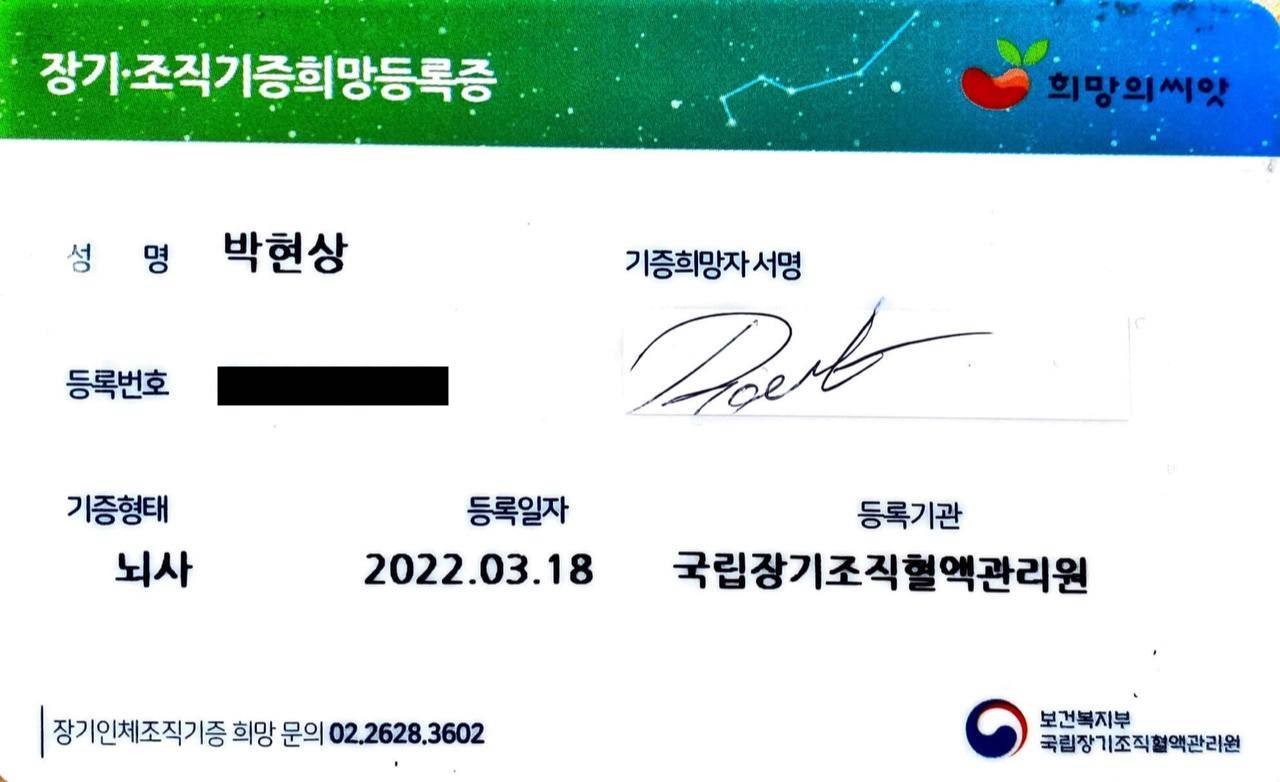 장기·조직기증희망등록증
희망의씨앗
성 명 박현상
기증희망자 서명
등록번호
기증형태 등록일자 등록기관
뇌사 2022.03.18 국립장기조직혈액관리원
장기인체조직기증 희망 문의 02.2628.3602
보건복지부
국립장기조직혈액관리원